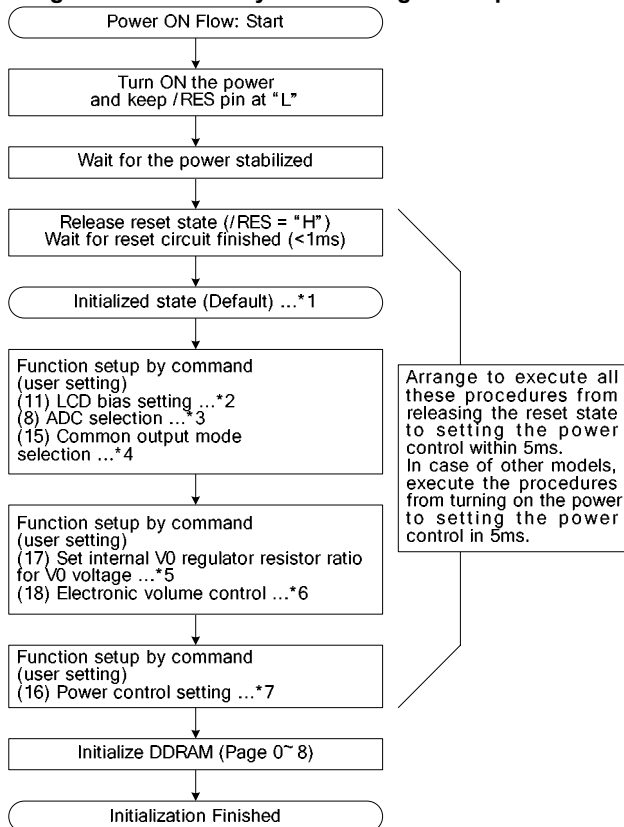 Power ON Flow: Start
Turn ON the power
and keep /RES pin at “L”
Wait for the power stabilized
Release reset state (/RES = “H”)
Wait for reset circuit finished (<1ms)
Initialized state (Default) …*1
Function setup by command
(user setting)
(11) LCD bias setting …*2
(8) ADC selection …*3
(15) Common output mode
selection …*4
Function setup by command
(user setting)
(17) Set internal V0 regulator resistor ratio
for V0 voltage …*5
(18) Electronic volume control …*6
Function setup by command
(user setting)
(16) Power control setting …*7
Initialize DDRAM (Page 0~8)
Initialization Finished
Arrange to execute all
these procedures from
releasing the reset state
to setting the power
control within 5ms.
In case of other models,
execute the procedures
from turning on the power
to setting the power
control in 5ms.